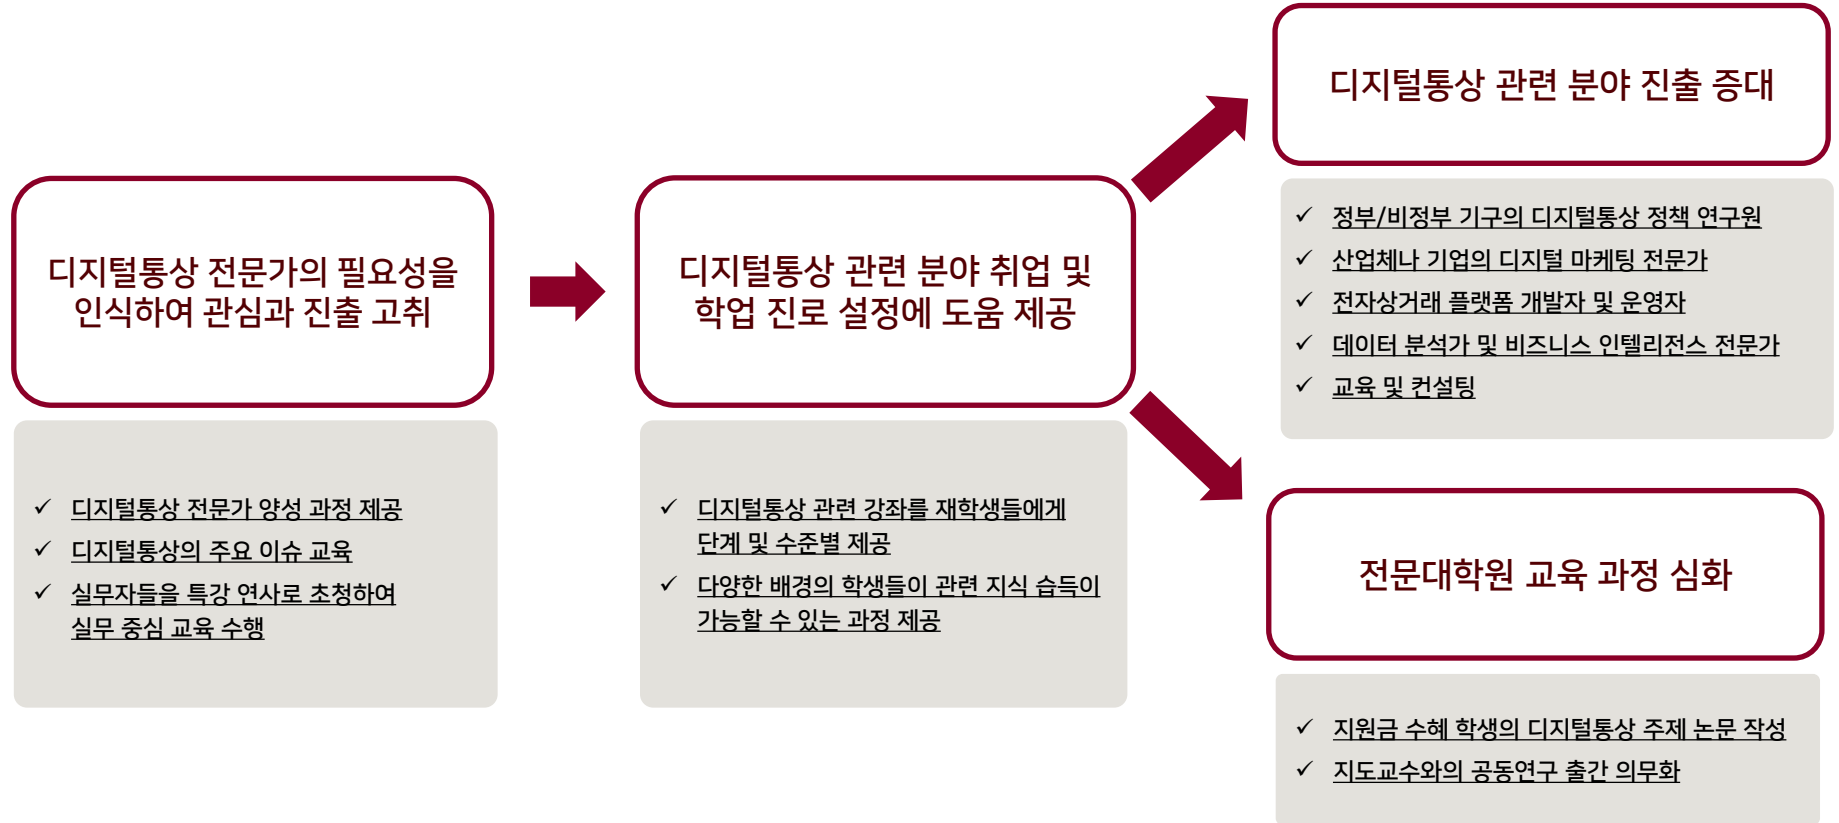 디지털통상 전문가의 필요성을
인식하여 관심과 진출 고취
✓ 디지털통상 전문가 양성 과정 제공
✓ 디지털통상의 주요 이슈 교육
✓ 실무자들을 특강 연사로 초청하여
실무 중심 교육 수행
디지털통상 관련 분야 취업 및
학업 진로 설정에 도움 제공
✓ 디지털통상 관련 강좌를 재학생들에게
단계 및 수준별 제공
✓ 다양한 배경의 학생들이 관련 지식 습득이
가능할 수 있는 과정 제공
디지털통상 관련 분야 진출 증대
✓ 정부/비정부 기구의 디지털통상 정책 연구원
✓ 산업체나 기업의 디지털 마케팅 전문가
✓ 전자상거래 플랫폼 개발자 및 운영자
✓ 데이터 분석가 및 비즈니스 인텔리전스 전문가
✓ 교육 및 컨설팅
전문대학원 교육 과정 심화
✓ 지원금 수혜 학생의 디지털통상 주제 논문 작성
✓ 지도교수와의 공동연구 출간 의무화